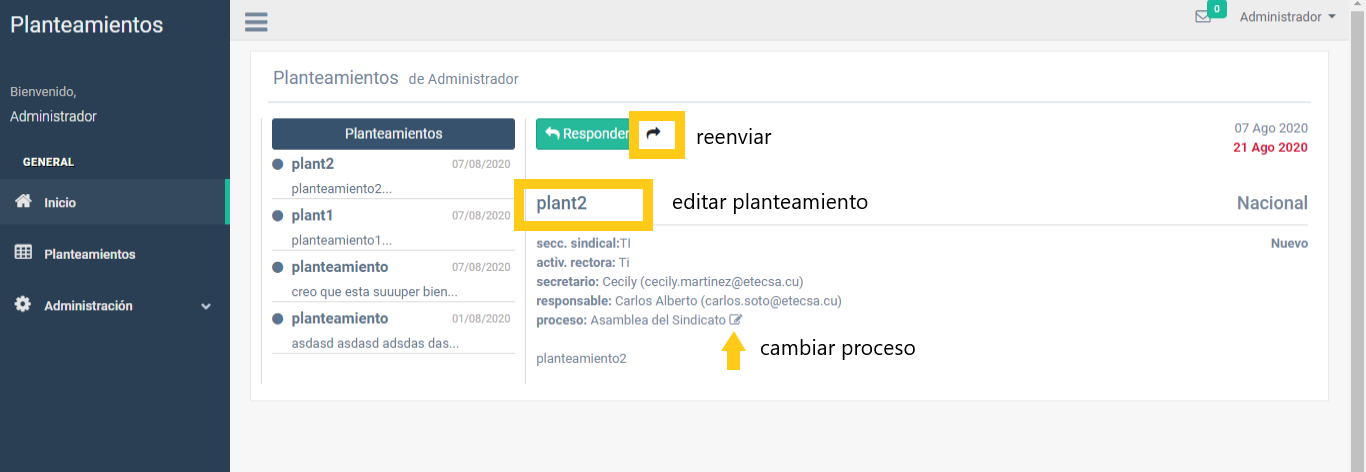 Planteamientos
0
Administrador
Bienvenido,
Administrador
GENERAL
Inicio
Planteamientos
Administración
Planteamientos de Administrador
Planteamientos
plant2 07/08/2020
planteamiento2...
plant1 07/08/2020
planteamiento1...
planteamiento 07/08/2020
creo que esta suuuper bien...
planteamiento 01/08/2020
asdasd asdasd adsdas das...
Responder
reenviar
07 Ago 2020
21 Ago 2020
plant2
editar planteamiento
Nacional
secc. sindical:TI
Nuevo
activ. rectora: Ti
secretario: Cecily (cecily.martinez@etecsa.cu)
responsable: Carlos Alberto (carlos.soto@etecsa.cu)
proceso: Asamblea del Sindicato
cambiar proceso
planteamiento2